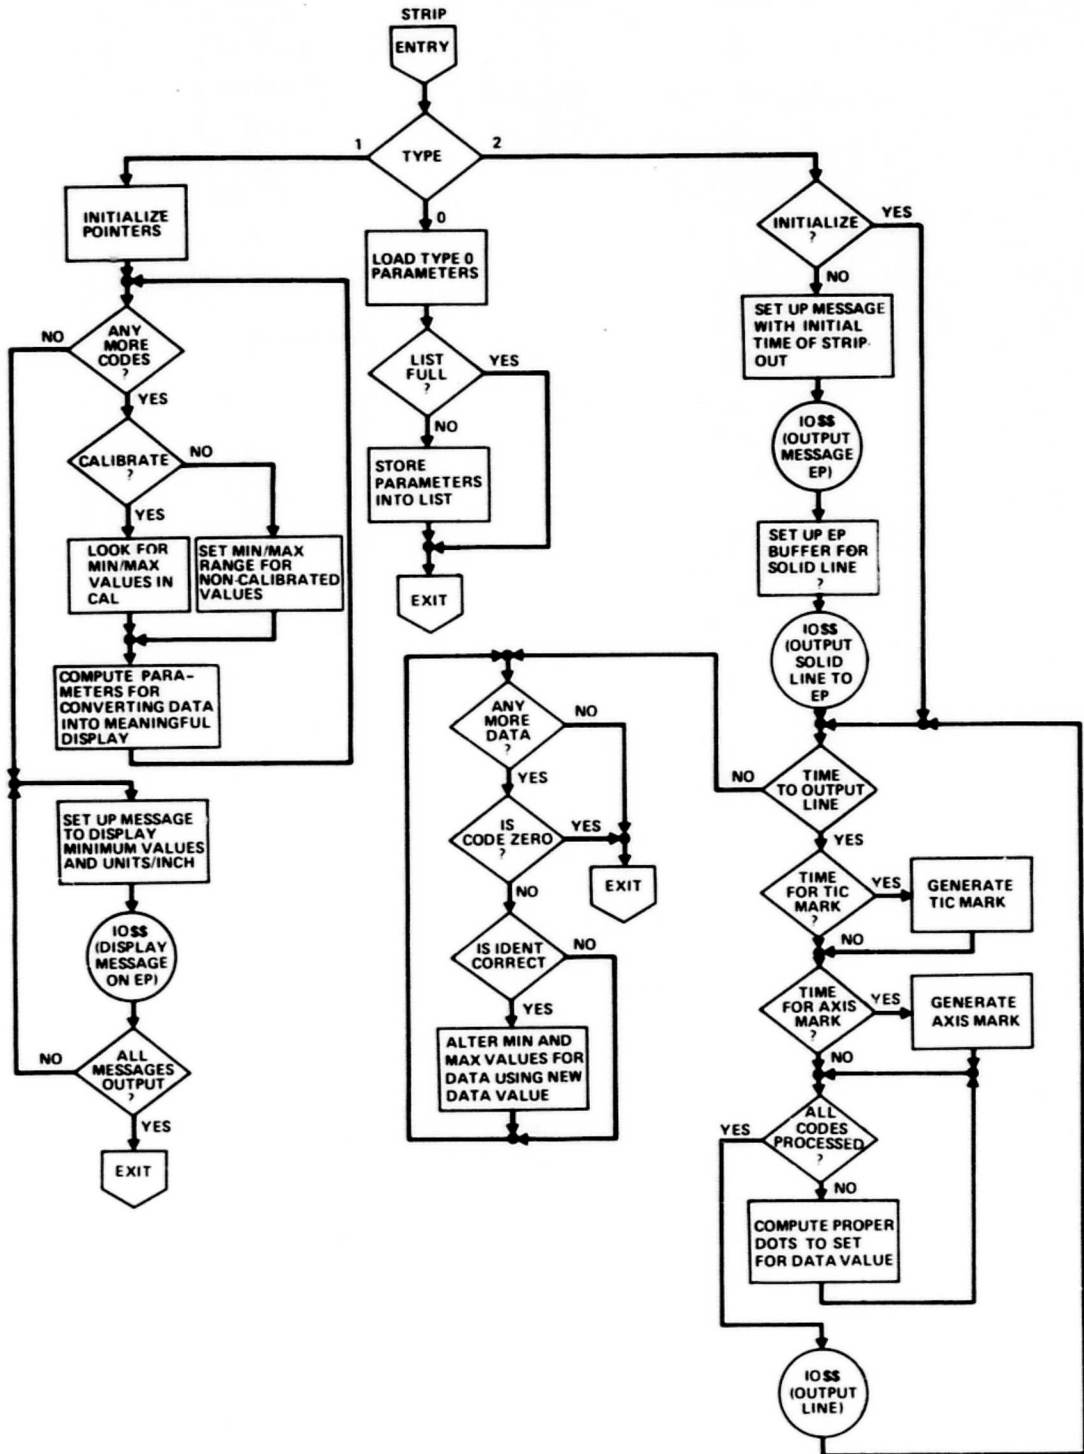 STRIP
ENTRY
1
TYPE
2
0
INITIALIZE
POINTERS
NO
ANY
MORE
CODES
?
YES
CALIBRATE
?
NO
YES
LOOK FOR
MIN/MAX
VALUES IN
CAL
SET MIN/MAX
RANGE FOR
NON-CALIBRATED
VALUES
COMPUTE PARA-
METERS FOR
CONVERTING DATA
INTO MEANINGFUL
DISPLAY
SET UP MESSAGE
TO DISPLAY
MINIMUM VALUES
AND UNITS/INCH
IO$$
(DISPLAY
MESSAGE
ON EP)
NO
ALL
MESSAGES
OUTPUT
?
YES
EXIT
LOAD TYPE 0
PARAMETERS
LIST
FULL
?
YES
NO
STORE
PARAMETERS
INTO LIST
EXIT
INITIALIZE
?
YES
NO
SET UP MESSAGE
WITH INITIAL
TIME OF STRIP-
OUT
IO$$
(OUTPUT
MESSAGE
EP)
SET UP EP
BUFFER FOR
SOLID LINE
?
IO$$
(OUTPUT
SOLID
LINE TO
EP
NO
TIME
TO OUTPUT
LINE
YES
ANY
MORE
DATA
?
NO
YES
IS
CODE ZERO
?
YES
EXIT
NO
IS IDENT
CORRECT
NO
YES
ALTER MIN AND
MAX VALUES FOR
DATA USING NEW
DATA VALUE
TIME
FOR TIC
MARK
?
YES
GENERATE
TIC MARK
NO
TIME
FOR AXIS
MARK
?
YES
GENERATE
AXIS MARK
NO
YES
ALL
CODES
PROCESSED
?
NO
COMPUTE PROPER
DOTS TO SET
FOR DATA VALUE
IO$$
(OUTPUT
LINE)